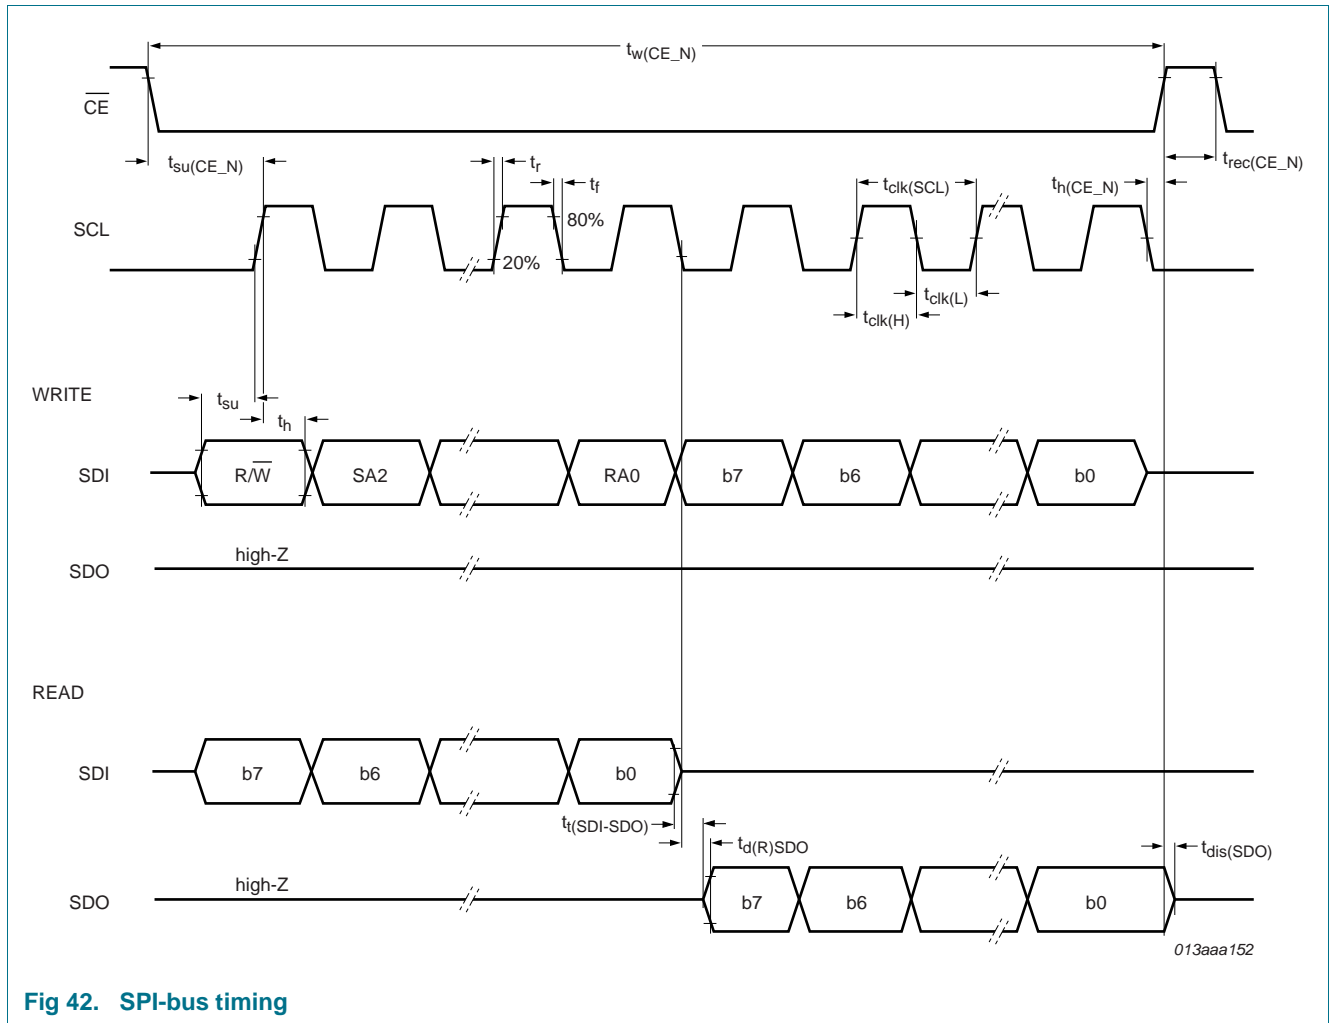 tw(CE_N)
CE
tsu(CE_N)
tr
trec(CE_N)
tf
tclk(SCL)
th(CE_N)
SCL
80%
20%
tclk(L)
tclk(H)
WRITE
tsu
th
SDI
R/W
SA2
RA0
b7
b6
b0
SDO
high-Z
READ
SDI
b7
b6
b0
tt(SDI-SDO)
td(R)SDO
tdis(SDO)
SDO
high-Z
b7
b6
b0
013aaa152
Fig 42. SPI-bus timing